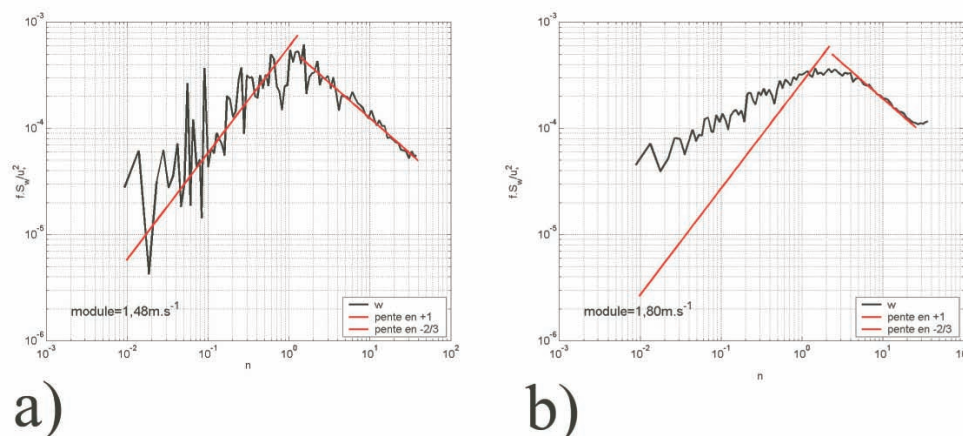 10⁻³
10⁻⁴
10⁻⁵
10⁻⁶
f.S_w/u_*²
module=1,48m.s⁻¹
w
pente en +1
pente en -2/3
10⁻³ 10⁻² 10⁻¹ 10⁰ 10¹ 10²
n
a)
10⁻³
10⁻⁴
10⁻⁵
10⁻⁶
f.S_w/u_*²
module=1,80m.s⁻¹
w
pente en +1
pente en -2/3
10⁻³ 10⁻² 10⁻¹ 10⁰ 10¹
n
b)